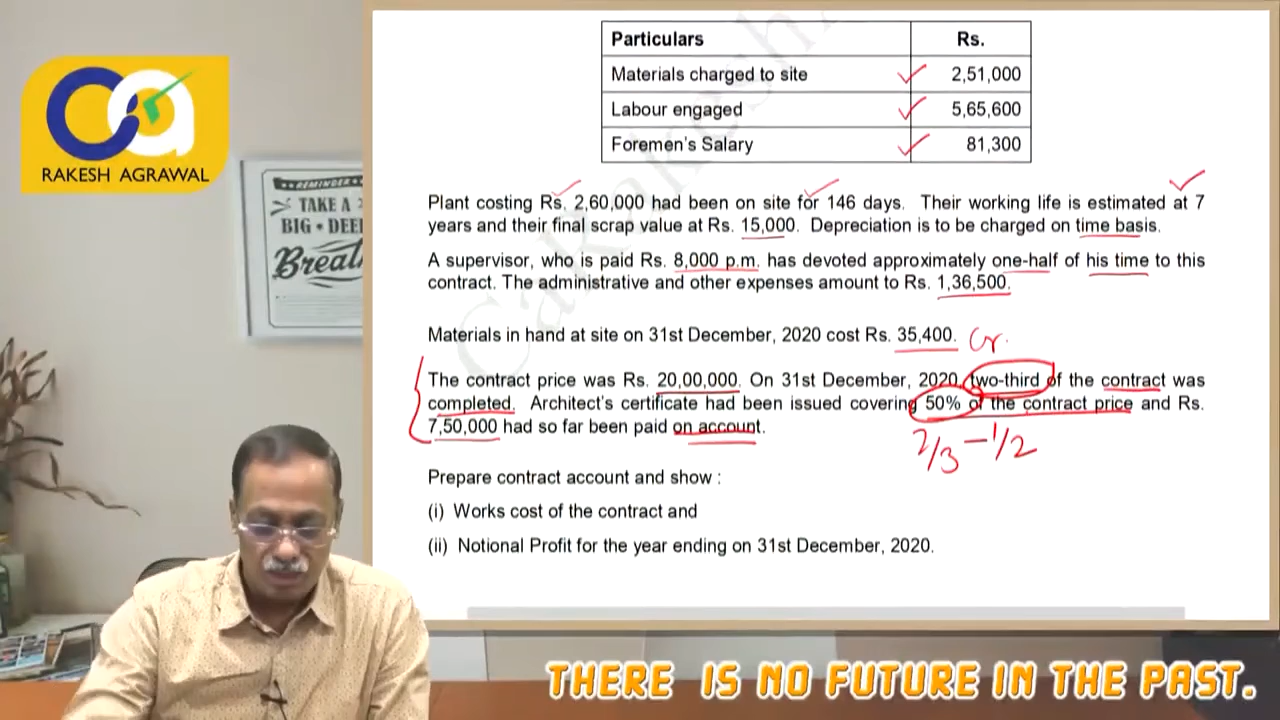 Particulars Rs.
Materials charged to site 2,51,000
Labour engaged 5,65,600
Foremen's Salary 81,300
RAKESH AGRAWAL
REMINDER
TAKE A
BIG • DEEP
Breath
Plant costing Rs. 2,60,000 had been on site for 146 days. Their working life is estimated at 7
years and their final scrap value at Rs. 15,000. Depreciation is to be charged on time basis.
A supervisor, who is paid Rs. 8,000 p.m. has devoted approximately one-half of his time to this
contract. The administrative and other expenses amount to Rs. 1,36,500.
Materials in hand at site on 31st December, 2020 cost Rs. 35,400. Cr.
The contract price was Rs. 20,00,000. On 31st December, 2020, two-third of the contract was
completed. Architect's certificate had been issued covering 50% of the contract price and Rs.
7,50,000 had so far been paid on account.
2/3 - 1/2
Prepare contract account and show :
(i) Works cost of the contract and
(ii) Notional Profit for the year ending on 31st December, 2020.
THERE IS NO FUTURE IN THE PAST.